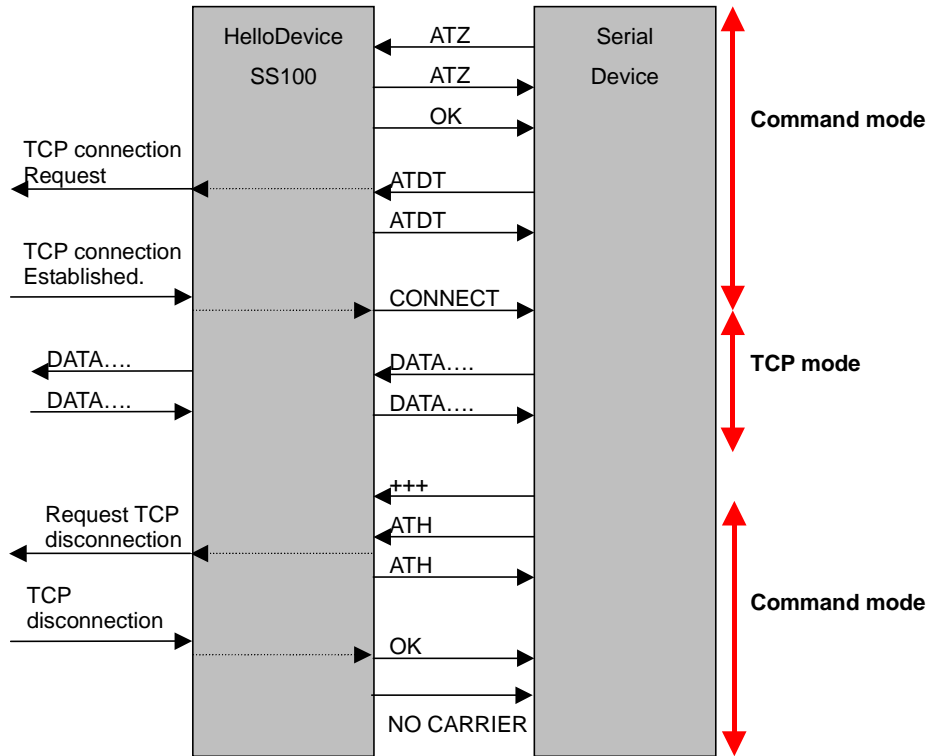 HelloDevice
SS100
Serial
Device
ATZ
ATZ
OK
Command mode
TCP connection
Request
ATDT
ATDT
TCP connection
Established.
CONNECT
DATA….
DATA….
DATA….
DATA….
TCP mode
+++
Request TCP
disconnection
ATH
ATH
TCP
disconnection
Command mode
OK
NO CARRIER